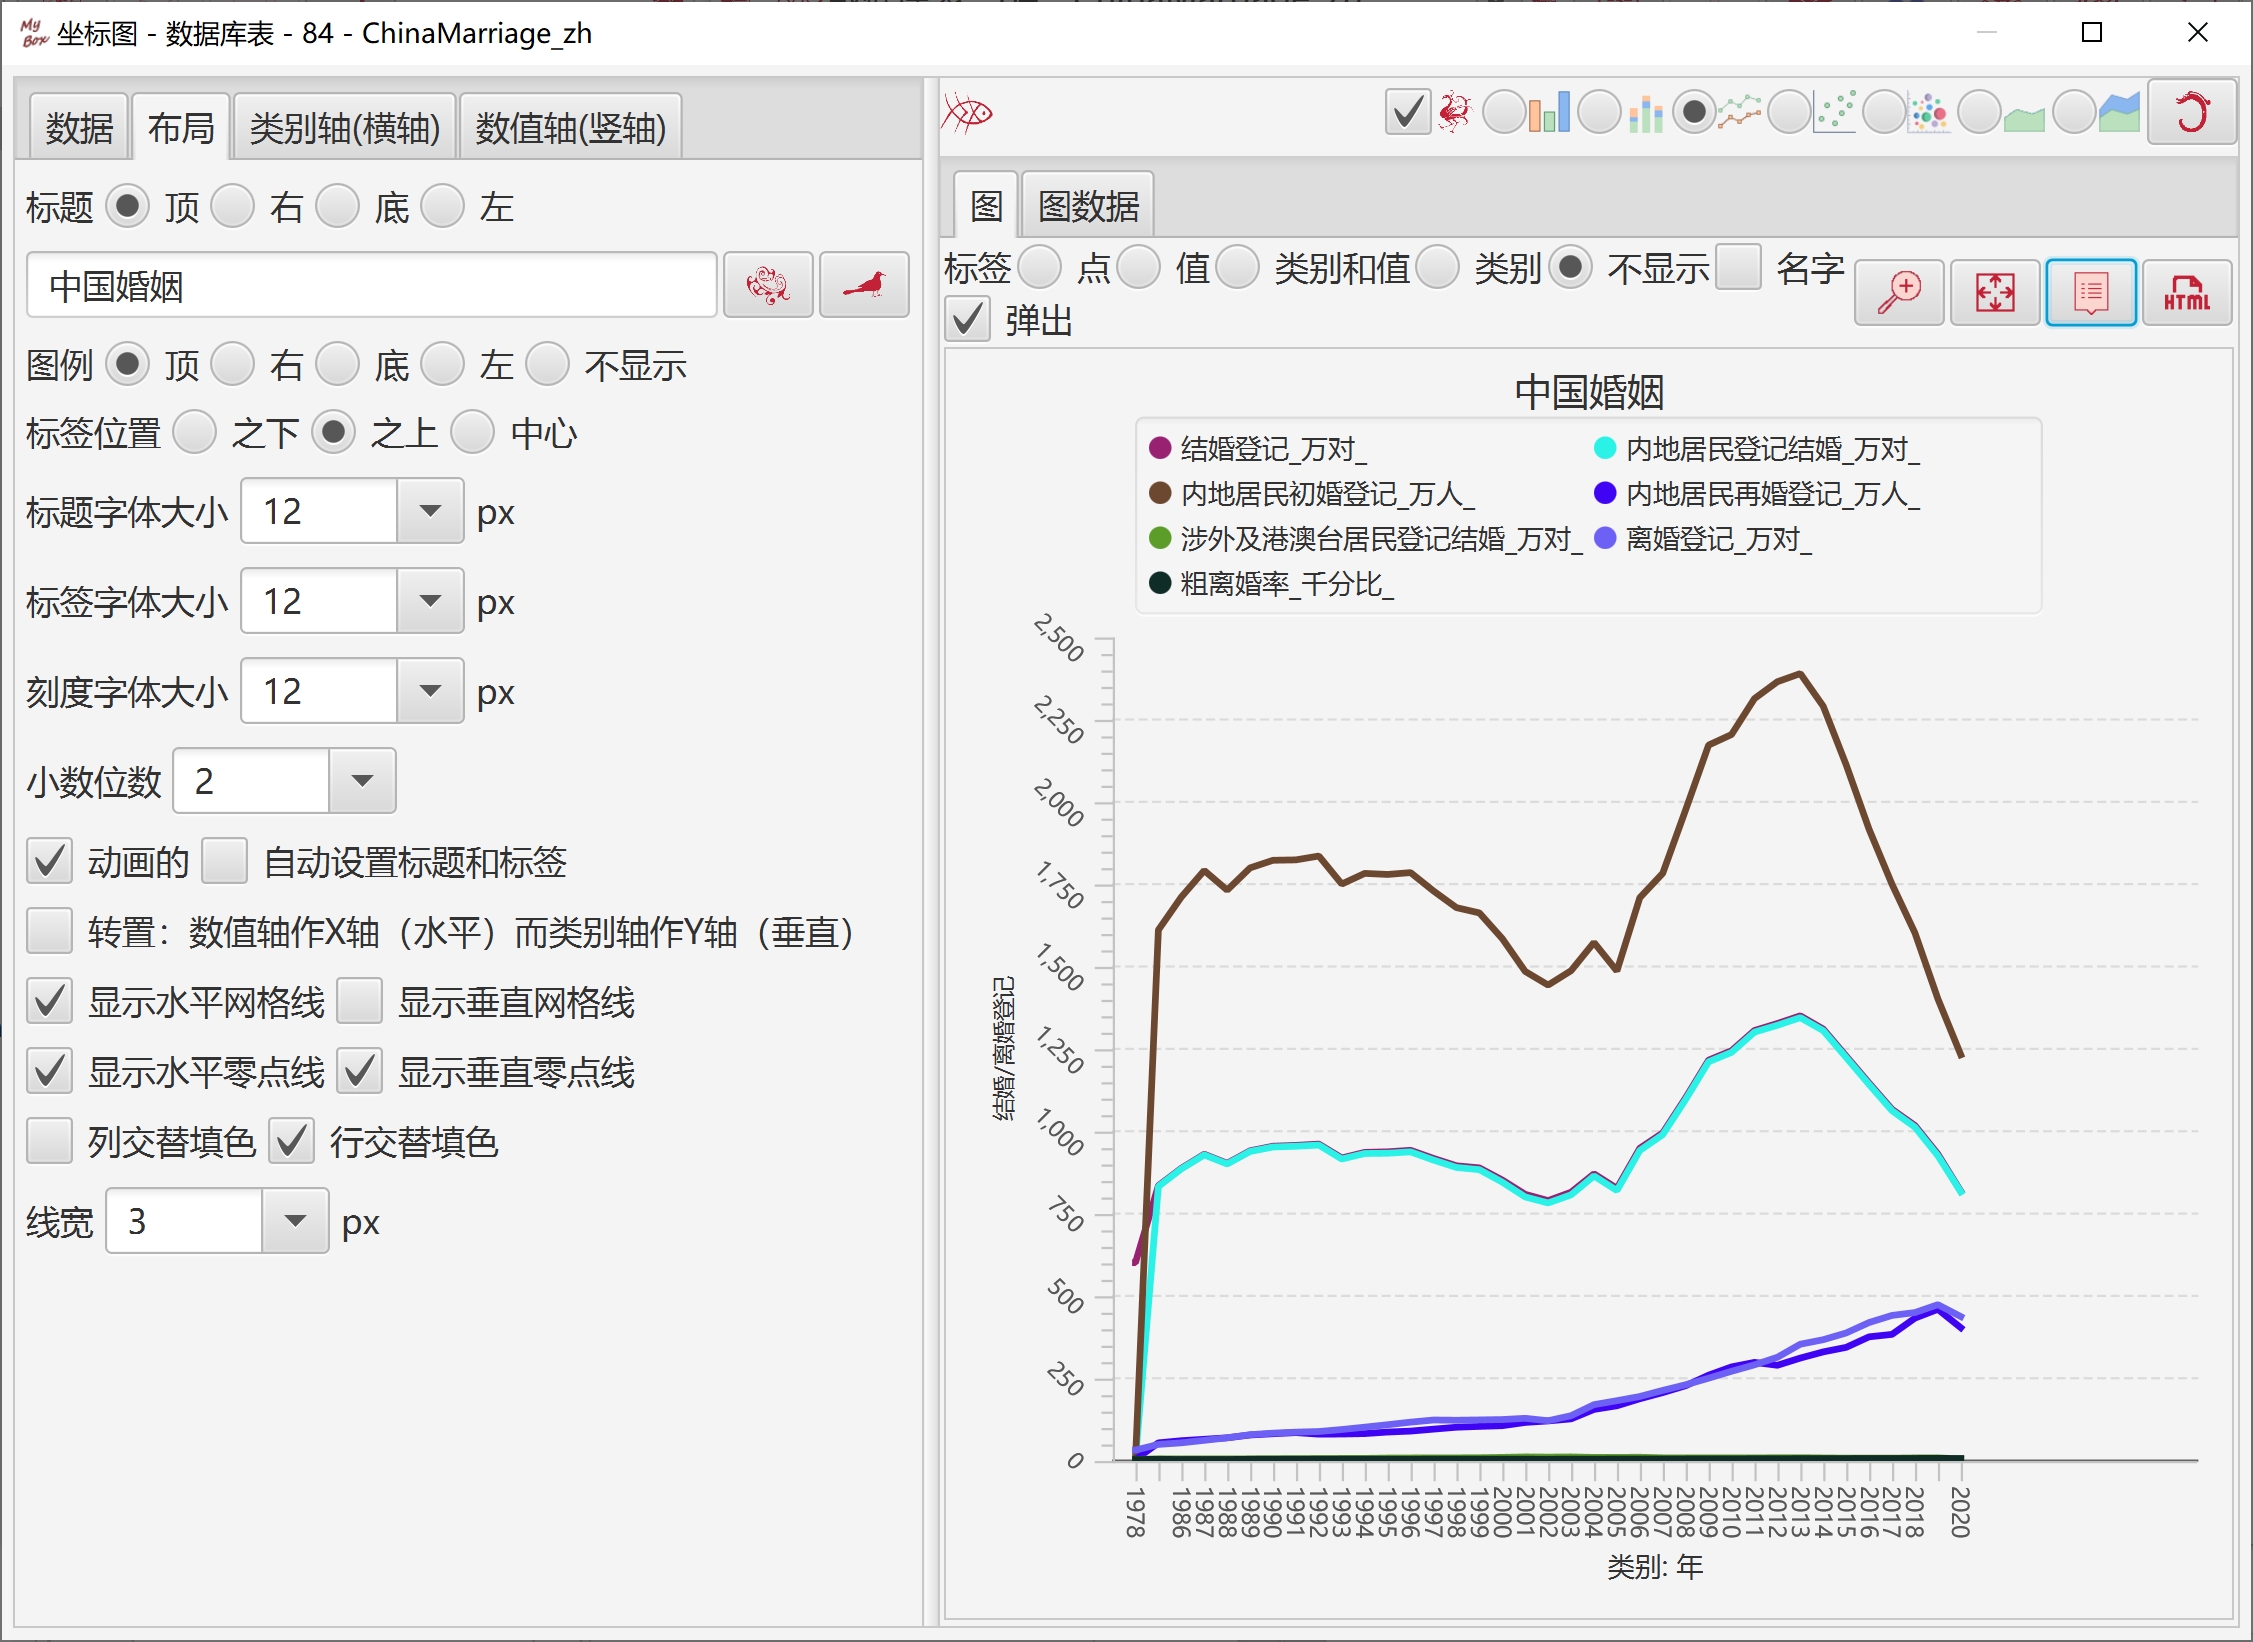 My Box 坐标图 - 数据库表 - 84 - ChinaMarriage_zh
数据 布局 类别轴(横轴) 数值轴(竖轴)
标题 顶 右 底 左
中国婚姻
图例 顶 右 底 左 不显示
标签位置 之下 之上 中心
标题字体大小 12 px
标签字体大小 12 px
刻度字体大小 12 px
小数位数 2
动画的 自动设置标题和标签
转置：数值轴作X轴（水平）而类别轴作Y轴（垂直）
显示水平网格线 显示垂直网格线
显示水平零点线 显示垂直零点线
列交替填色 行交替填色
线宽 3 px
图 图数据
标签 点 值 类别和值 类别 不显示 名字
弹出
HTML
中国婚姻
结婚登记_万对_ 内地居民登记结婚_万对_
内地居民初婚登记_万人_ 内地居民再婚登记_万人_
涉外及港澳台居民登记结婚_万对_ 离婚登记_万对_
粗离婚率_千分比_
2,500
2,250
2,000
1,750
1,500
1,250
1,000
750
500
250
0
结婚/离婚登记
1978 1986 1987 1988 1989 1990 1991 1992 1993 1994 1995 1996 1997 1998 1999 2000 2001 2002 2003 2004 2005 2006 2007 2008 2009 2010 2011 2012 2013 2014 2015 2016 2017 2018 2020
类别: 年